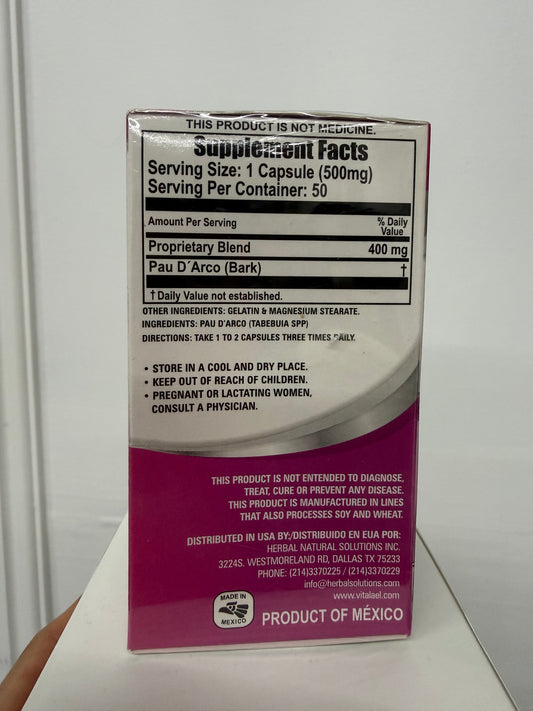 THIS PRODUCT IS NOT MEDICINE.
Supplement Facts
Serving Size: 1 Capsule (500mg)
Serving Per Container: 50
Amount Per Serving % Daily Value
Proprietary Blend 400 mg
Pau D´Arco (Bark) †
† Daily Value not established.
OTHER INGREDIENTS: GELATIN & MAGNESIUM STEARATE.
INGREDIENTS: PAU D'ARCO (TABEBUIA SPP)
DIRECTIONS: TAKE 1 TO 2 CAPSULES THREE TIMES DAILY.
• STORE IN A COOL AND DRY PLACE.
• KEEP OUT OF REACH OF CHILDREN.
• PREGNANT OR LACTATING WOMEN,
CONSULT A PHYSICIAN.
THIS PRODUCT IS NOT ENTENDED TO DIAGNOSE,
TREAT, CURE OR PREVENT ANY DISEASE.
THIS PRODUCT IS MANUFACTURED IN LINES
THAT ALSO PROCESSES SOY AND WHEAT.
DISTRIBUTED IN USA BY:/DISTRIBUIDO EN EUA POR:
HERBAL NATURAL SOLUTIONS INC.
3224S. WESTMORELAND RD, DALLAS TX 75233
PHONE: (214)3370225 / (214)3370229
info@herbalsolutions.com
www.vitalael.com
MADE IN
MEXICO
PRODUCT OF MÉXICO